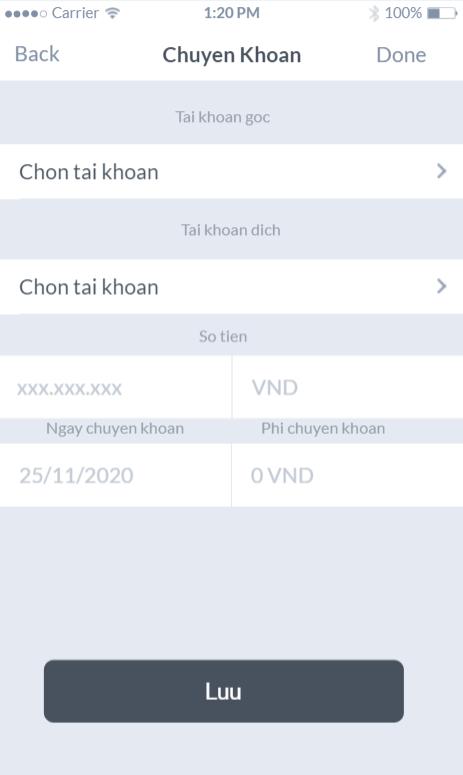 Carrier 1:20 PM 100%
Back Chuyen Khoan Done
Tai khoan goc
Chon tai khoan
Tai khoan dich
Chon tai khoan
So tien
xxx.xxx.xxx VND
Ngay chuyen khoan Phi chuyen khoan
25/11/2020 0 VND
Luu